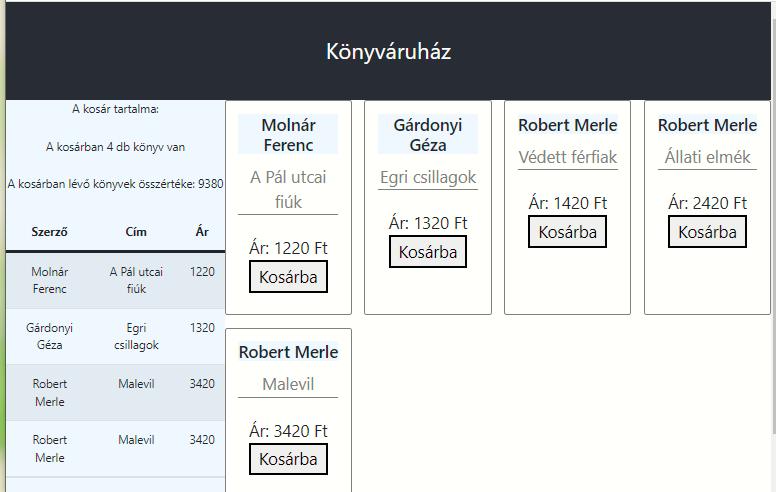 Könyváruház
A kosár tartalma:
A kosárban 4 db könyv van
A kosárban lévő könyvek összértéke: 9380
Szerző Cím Ár
Molnár A Pál utcai 1220
Ferenc fiúk
Gárdonyi Egri 1320
Géza csillagok
Robert Malevil 3420
Merle
Robert Malevil 3420
Merle
Molnár
Ferenc
A Pál utcai
fiúk
Ár: 1220 Ft
Kosárba
Gárdonyi
Géza
Egri csillagok
Ár: 1320 Ft
Kosárba
Robert Merle
Védett férfiak
Ár: 1420 Ft
Kosárba
Robert Merle
Állati elmék
Ár: 2420 Ft
Kosárba
Robert Merle
Malevil
Ár: 3420 Ft
Kosárba